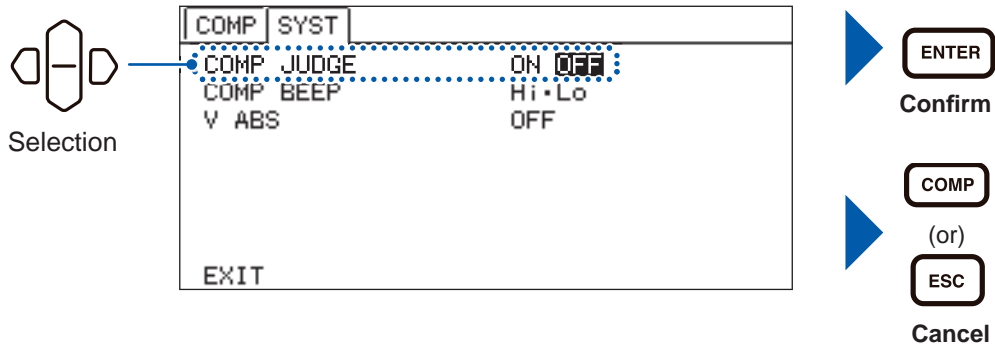 COMP SYST
COMP JUDGE ON OFF
COMP BEEP Hi・Lo
V ABS OFF
EXIT
Selection
ENTER
Confirm
COMP
(or)
ESC
Cancel